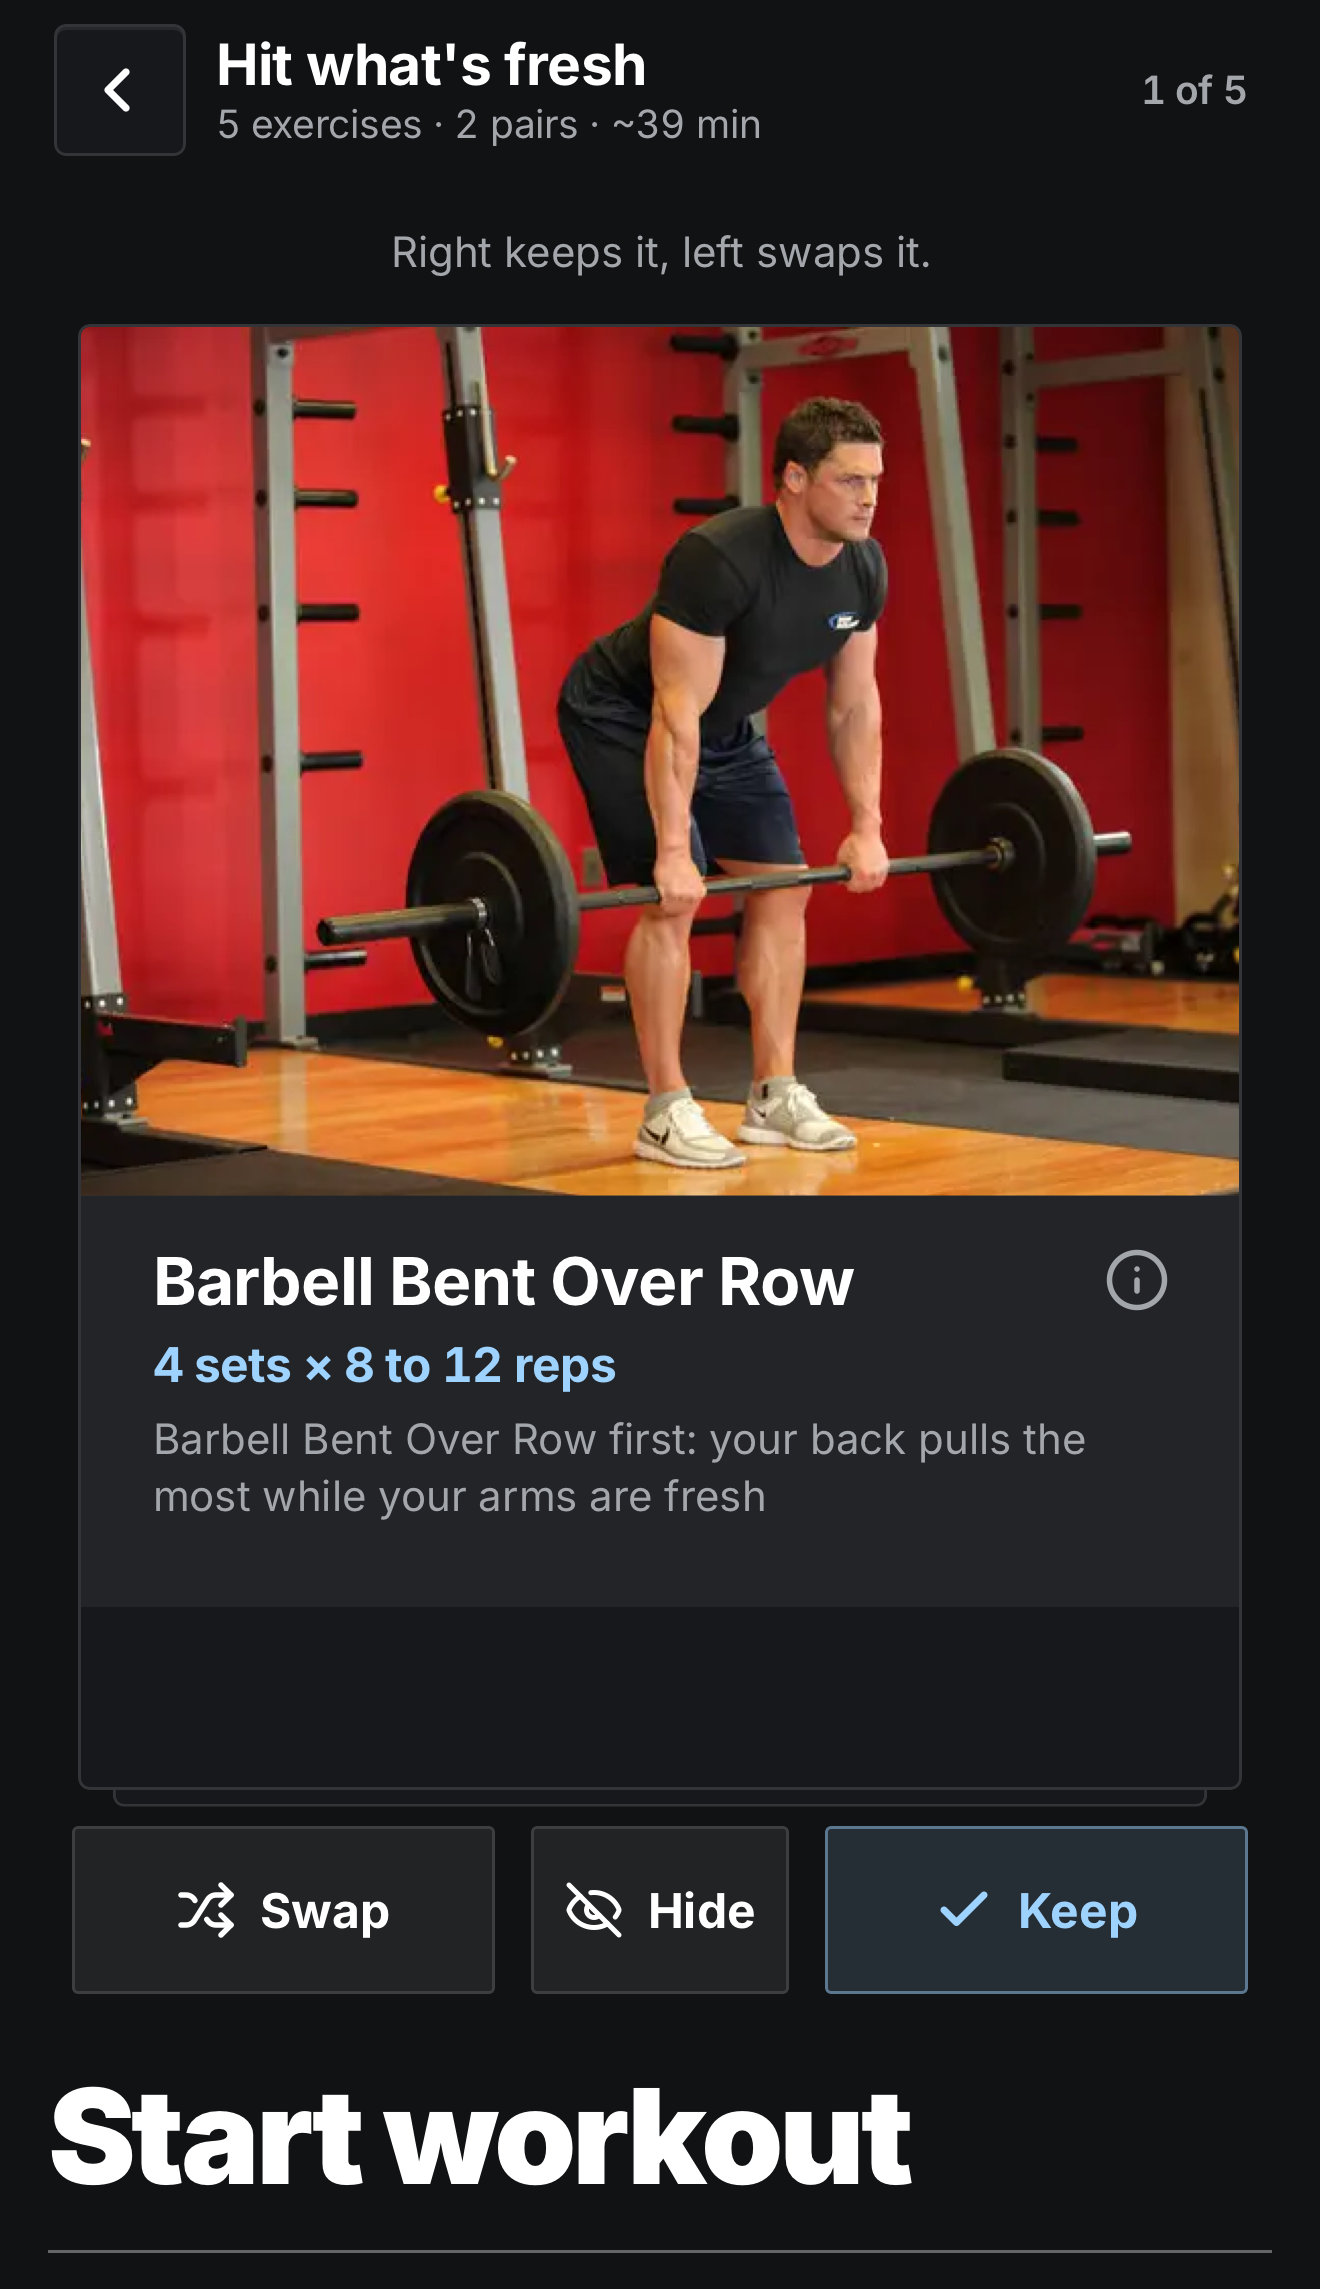 Hit what's fresh
5 exercises · 2 pairs · ~39 min
1 of 5
Right keeps it, left swaps it.
Barbell Bent Over Row
4 sets × 8 to 12 reps
Barbell Bent Over Row first: your back pulls the
most while your arms are fresh
Swap
Hide
Keep
Start workout